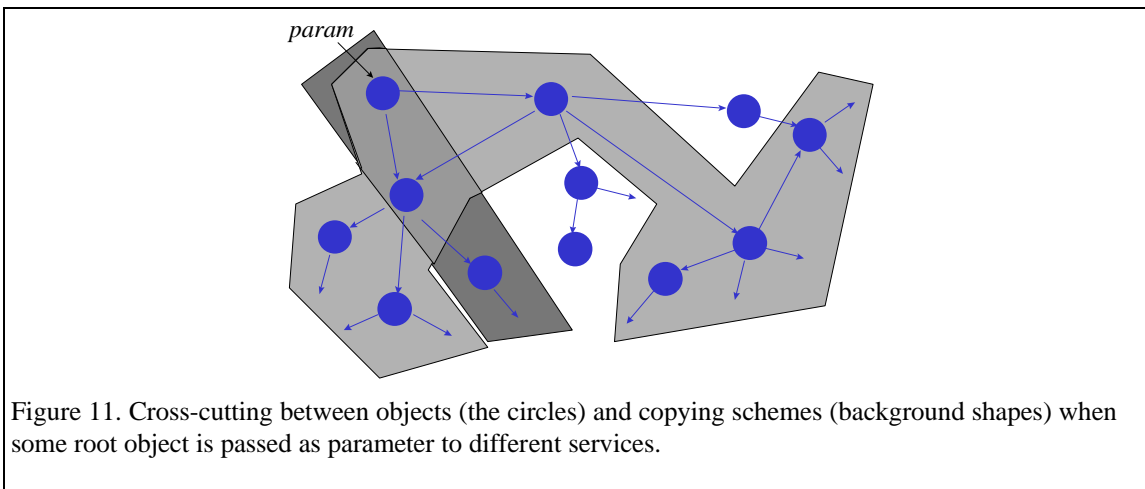 param
Figure 11. Cross-cutting between objects (the circles) and copying schemes (background shapes) when
some root object is passed as parameter to different services.